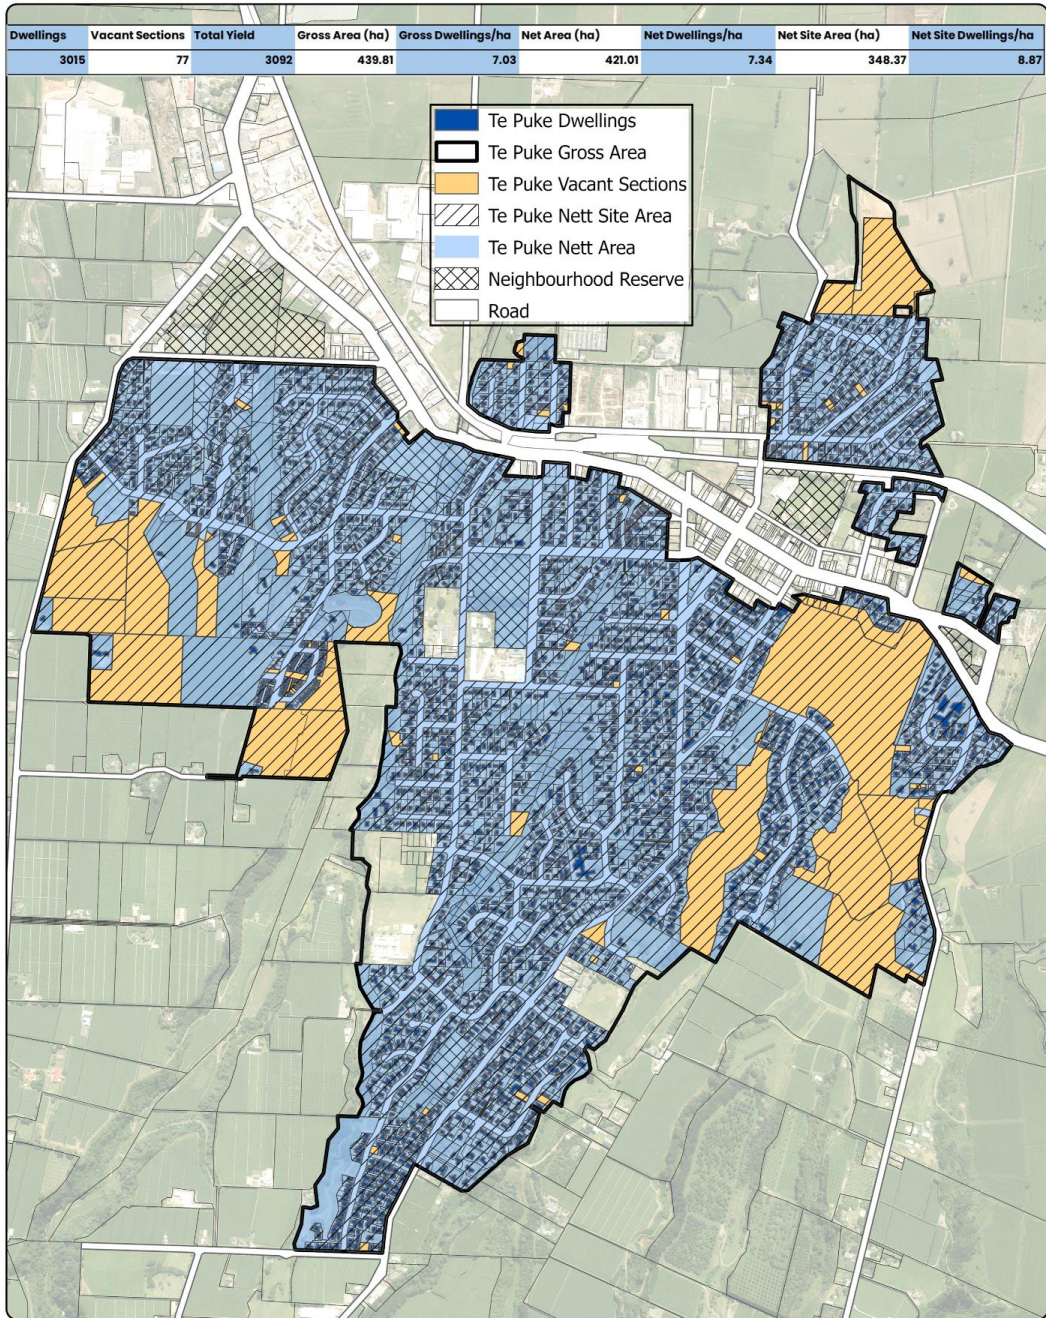 Dwellings Vacant Sections Total Yield Gross Area (ha) Gross Dwellings/ha Net Area (ha) Net Dwellings/ha Net Site Area (ha) Net Site Dwellings/ha
3015 77 3092 439.81 7.03 421.01 7.34 348.37 8.87
Te Puke Dwellings
Te Puke Gross Area
Te Puke Vacant Sections
Te Puke Nett Site Area
Te Puke Nett Area
Neighbourhood Reserve
Road